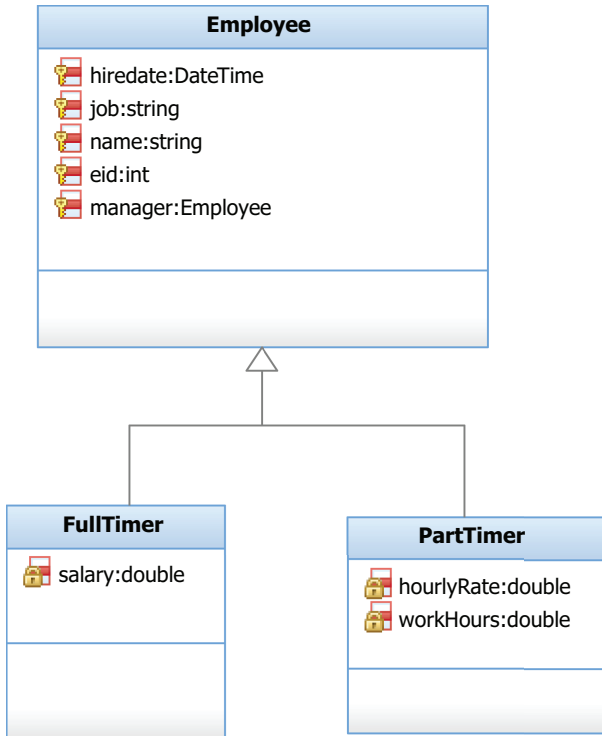 Employee
hiredate:DateTime
job:string
name:string
eid:int
manager:Employee
FullTimer
salary:double
PartTimer
hourlyRate:double
workHours:double